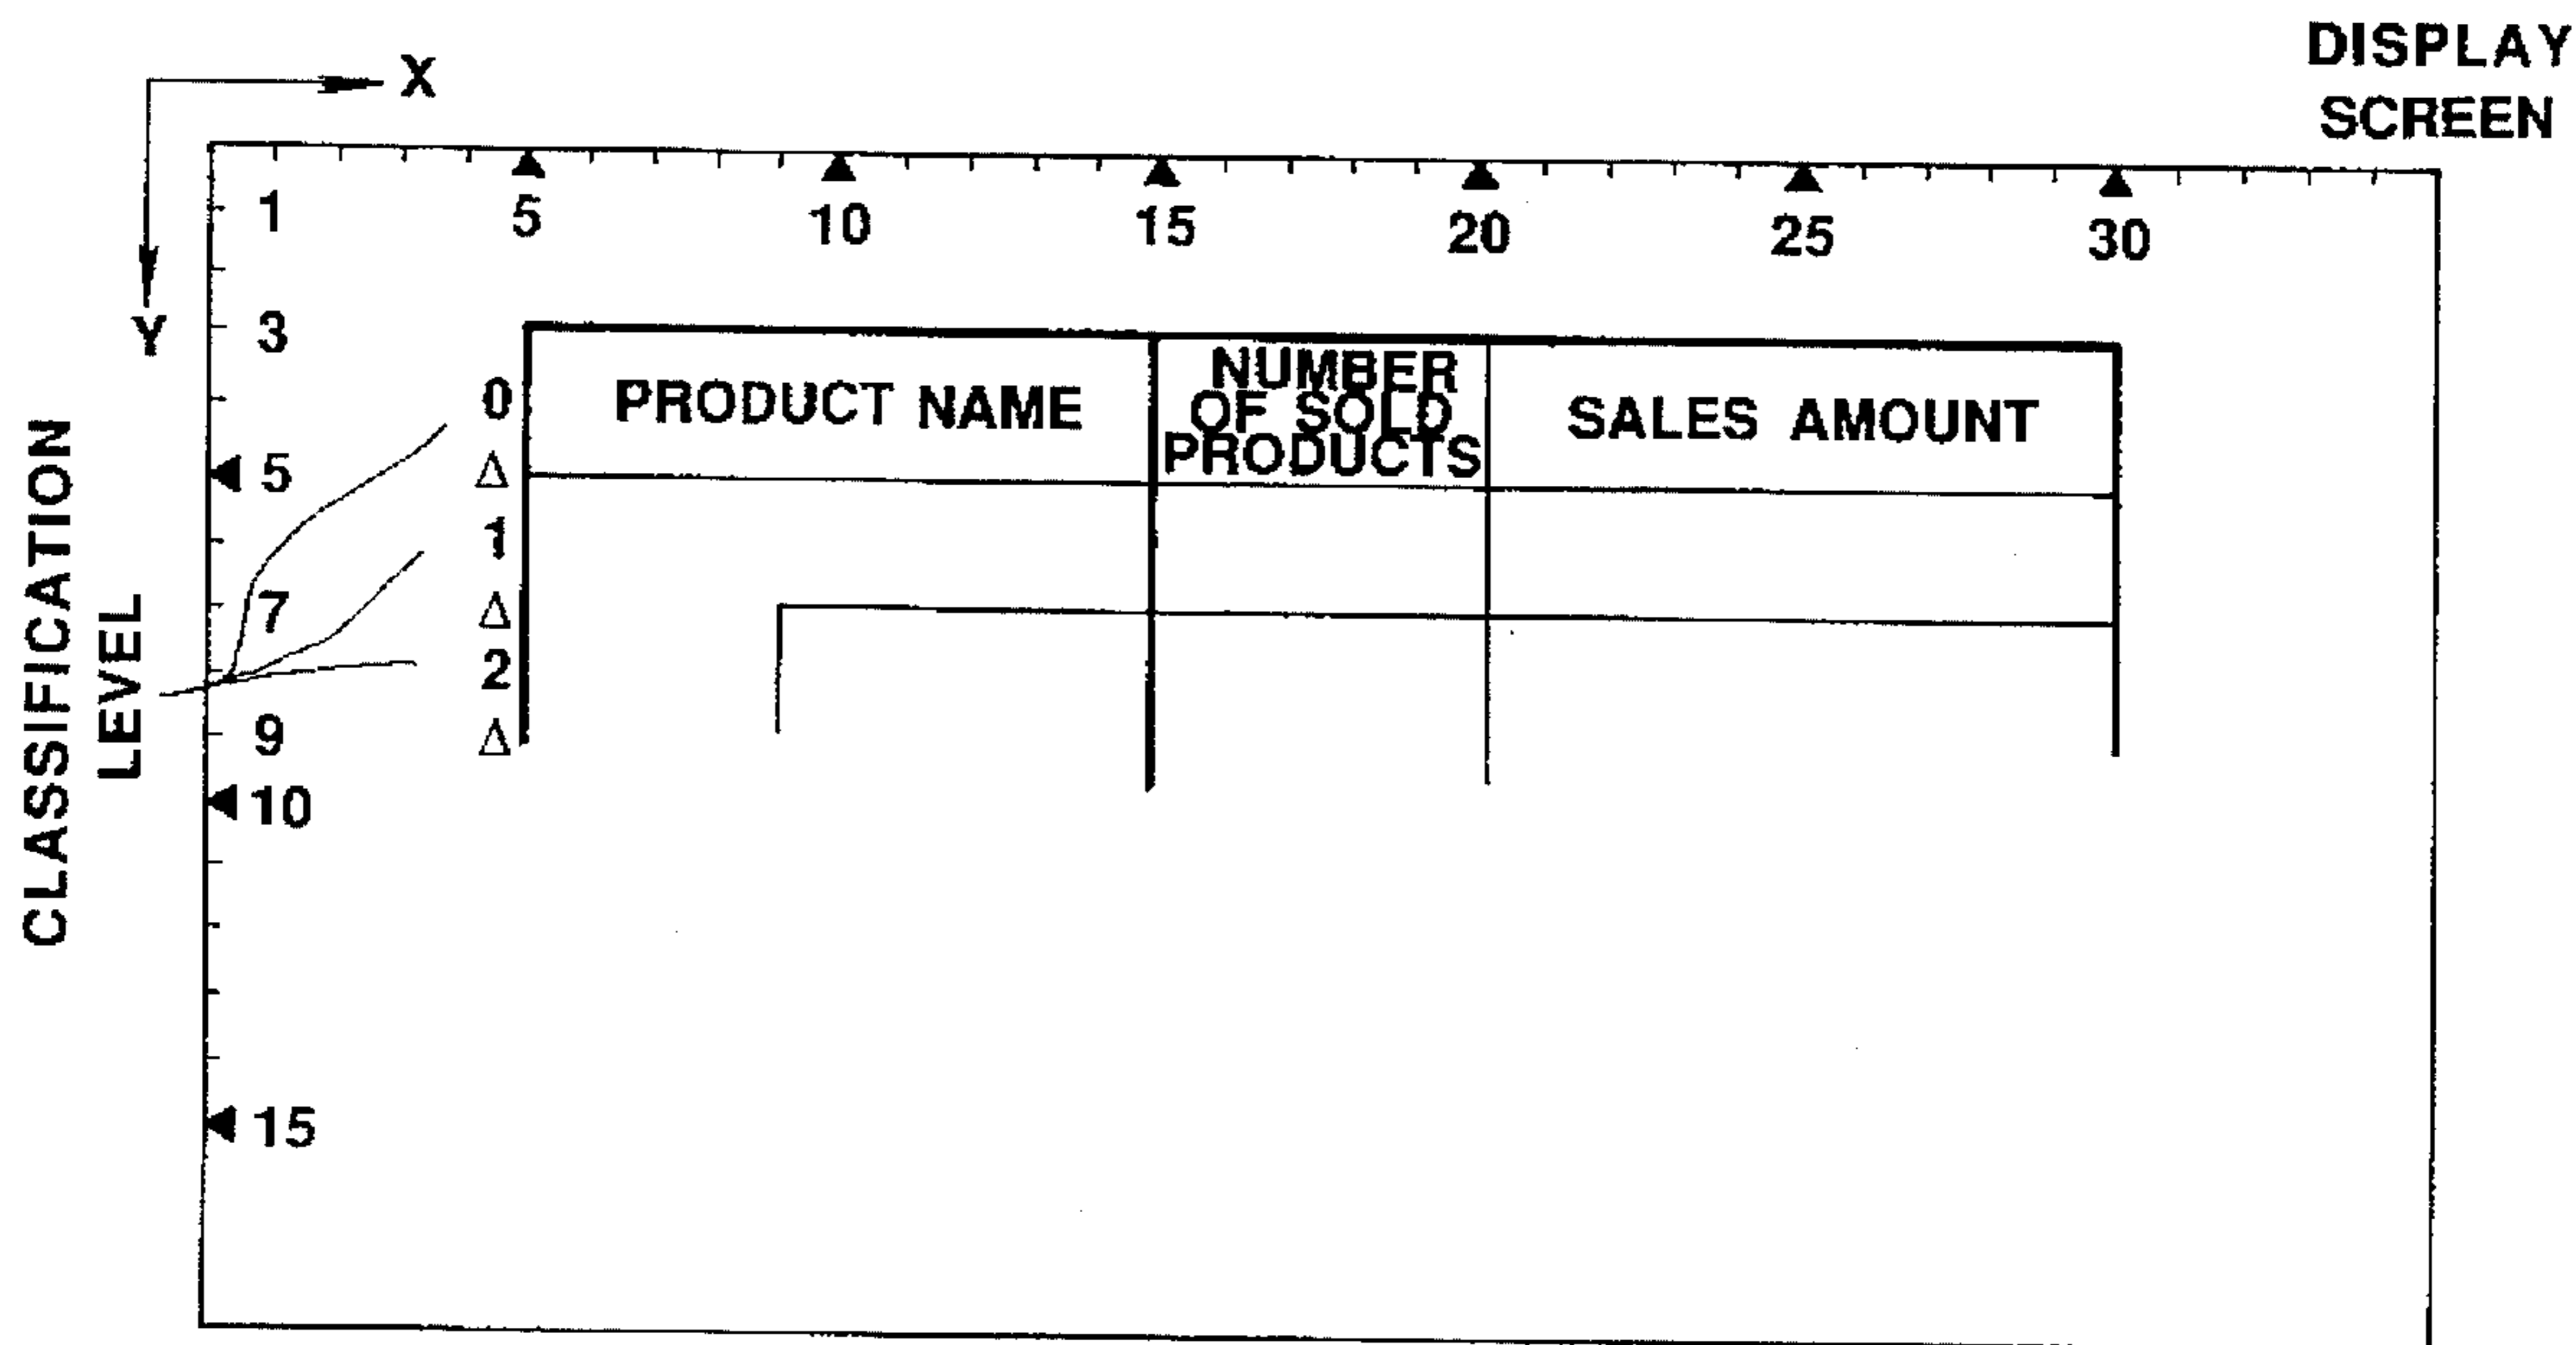 DISPLAY
SCREEN
X
Y
1
5
10
15
20
25
30
3
5
7
9
10
15
CLASSIFICATION
LEVEL
0
Δ
1
Δ
2
Δ
PRODUCT NAME
NUMBER
OF SOLD
PRODUCTS
SALES AMOUNT